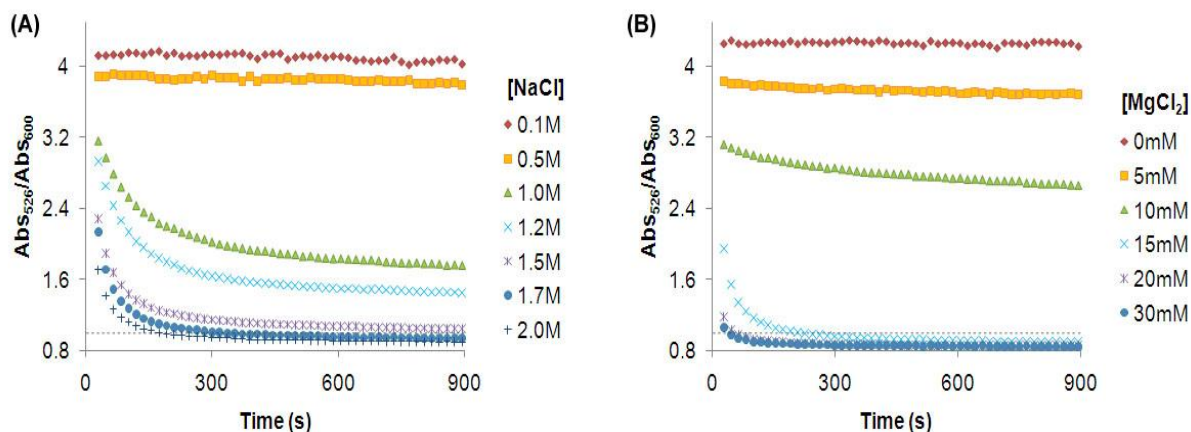 (A)
Abs526/Abs600
4
3.2
2.4
1.6
0.8
0 300 600 900
Time (s)
[NaCl]
0.1M
0.5M
1.0M
1.2M
1.5M
1.7M
2.0M
(B)
Abs526/Abs600
4
3.2
2.4
1.6
0.8
0 300 600 900
Time (s)
[MgCl2]
0mM
5mM
10mM
15mM
20mM
30mM